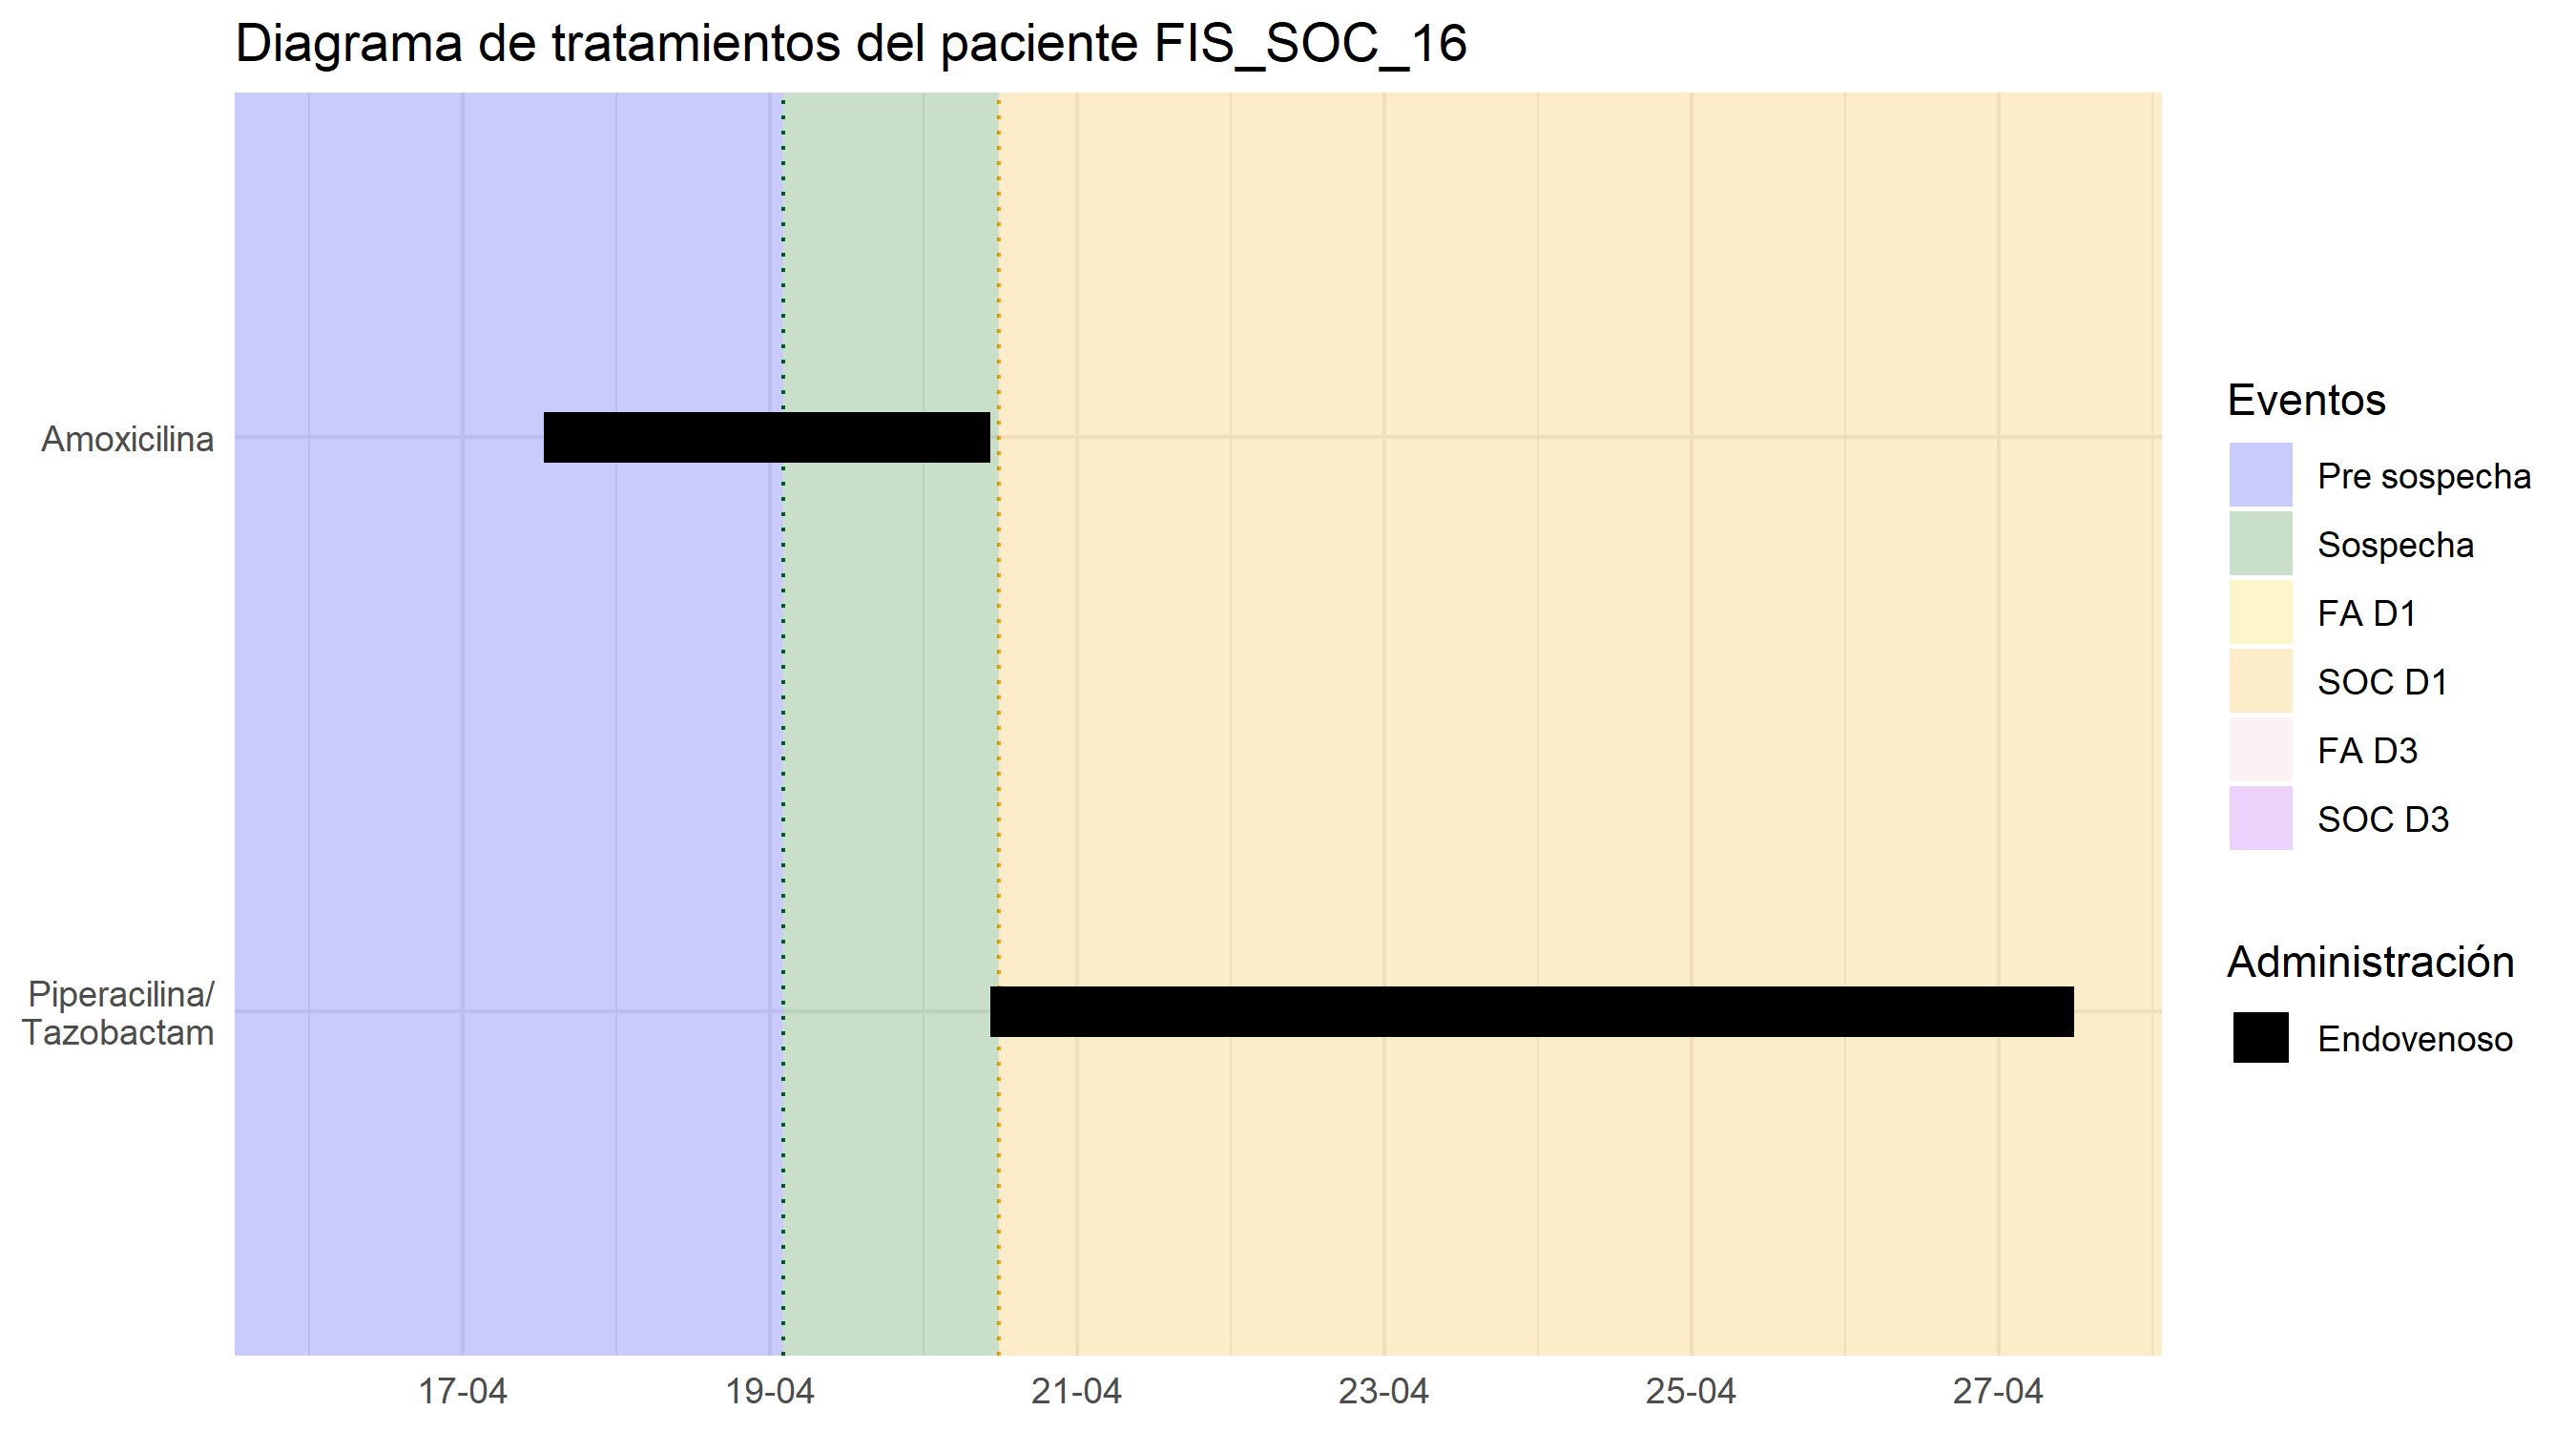 Diagrama de tratamientos del paciente FIS_SOC_16
Amoxicilina
Piperacilina/
Tazobactam
17-04
19-04
21-04
23-04
25-04
27-04
Eventos
Pre sospecha
Sospecha
FA D1
SOC D1
FA D3
SOC D3
Administración
Endovenoso